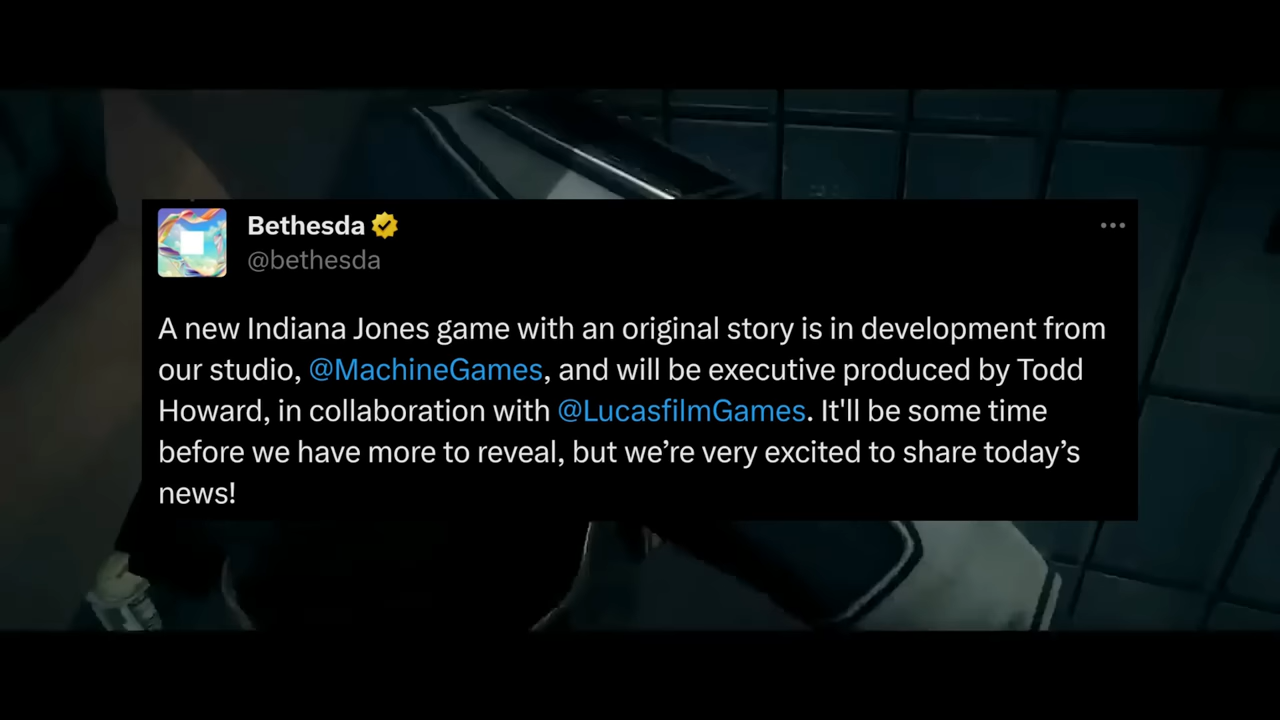 Bethesda
@bethesda
A new Indiana Jones game with an original story is in development from
our studio, @MachineGames, and will be executive produced by Todd
Howard, in collaboration with @LucasfilmGames. It'll be some time
before we have more to reveal, but we’re very excited to share today’s
news!